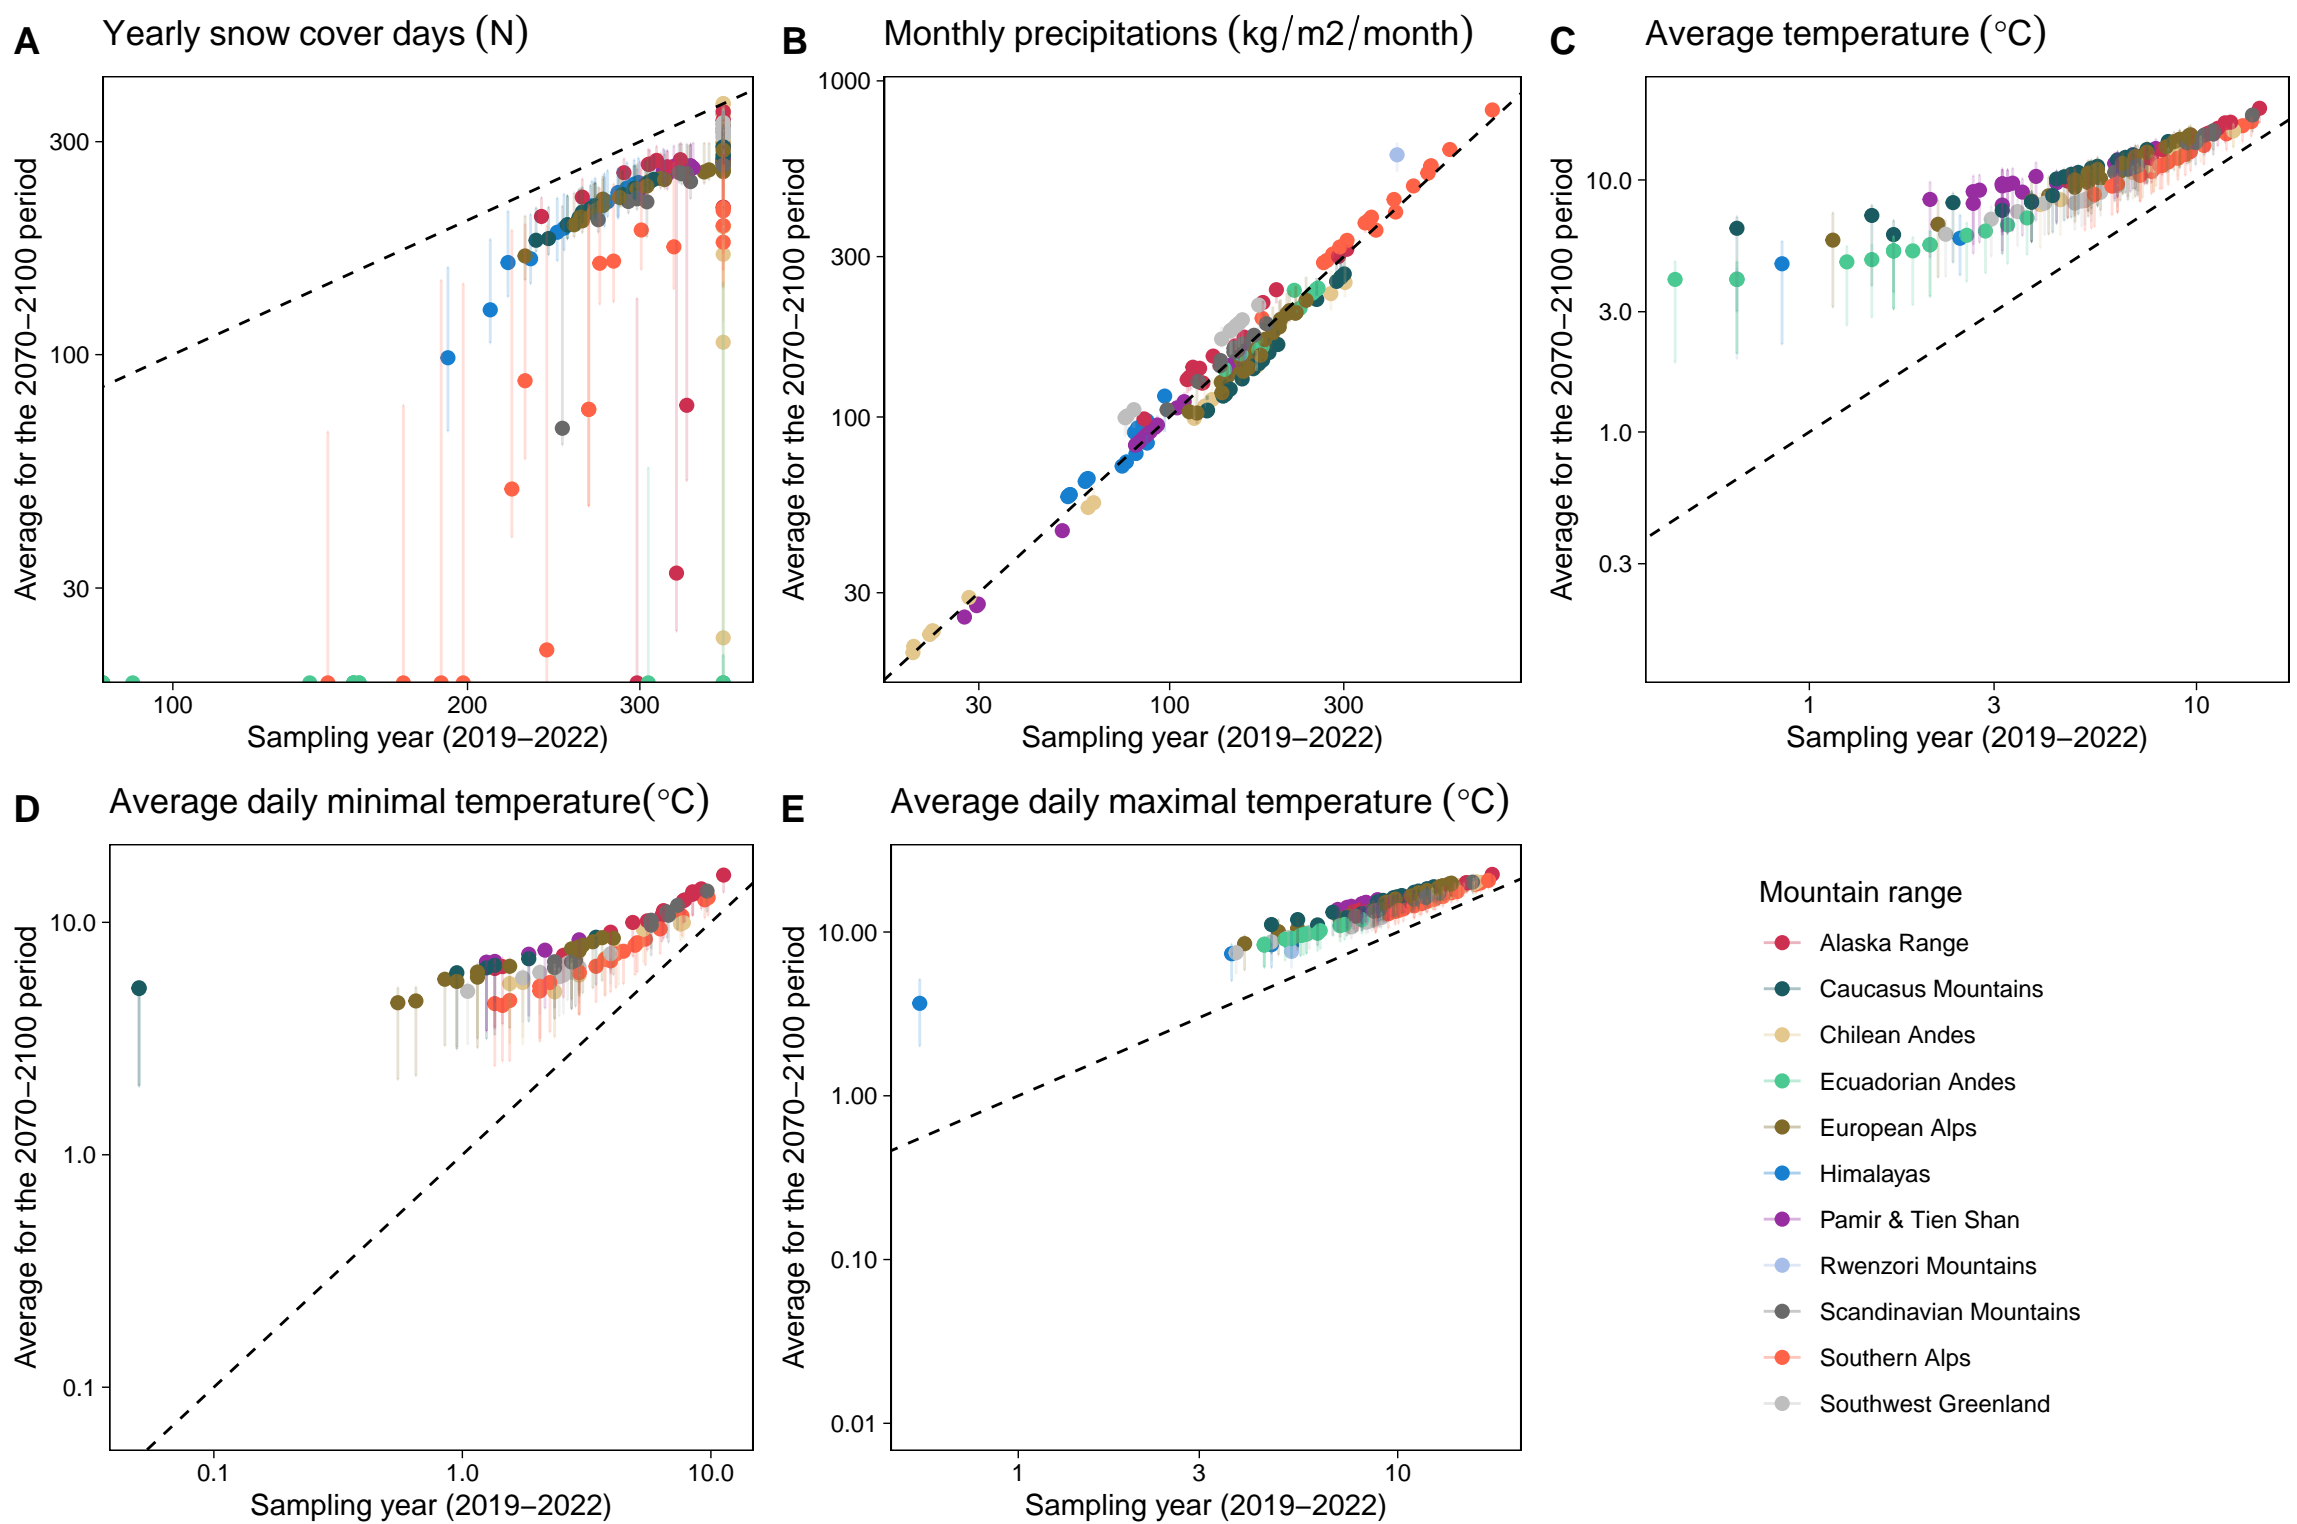 A Yearly snow cover days (N)
Average for the 2070–2100 period
300
100
30
100 200 300
Sampling year (2019–2022)
B Monthly precipitations (kg/m2/month)
Average for the 2070–2100 period
1000
300
100
30
30 100 300
Sampling year (2019–2022)
C Average temperature (°C)
Average for the 2070–2100 period
10.0
3.0
1.0
0.3
1 3 10
Sampling year (2019–2022)
D Average daily minimal temperature(°C)
Average for the 2070–2100 period
10.0
1.0
0.1
0.1 1.0 10.0
Sampling year (2019–2022)
E Average daily maximal temperature (°C)
Average for the 2070–2100 period
10.00
1.00
0.10
0.01
1 3 10
Sampling year (2019–2022)
Mountain range
Alaska Range
Caucasus Mountains
Chilean Andes
Ecuadorian Andes
European Alps
Himalayas
Pamir & Tien Shan
Rwenzori Mountains
Scandinavian Mountains
Southern Alps
Southwest Greenland